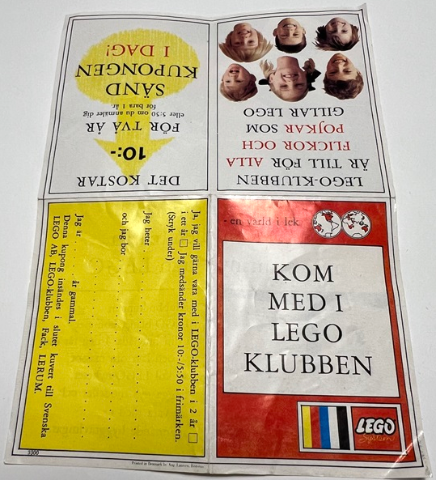 - en värld i lek
KOM
MED I
LEGO
KLUBBEN
LEGO
System
LEGO-KLUBBEN
ÄR TILL FÖR ALLA
FLICKOR OCH
POJKAR SOM
GILLAR LEGO
DET KOSTAR
10:-
FÖR TVÅ ÅR
eller 5:50 om du anmäler dig
för bara 1 år
SÄND
KUPONGEN
I DAG!
Ja, jag vill gärna vara med i LEGO-klubben i 2 år ☐
i ett år ☐ Jag medsänder kronor 10:-/5:50 i frimärken.
(Stryk under)
Jag heter
och jag bor
Jag är år gammal.
Denna kupong insändes i slutet kuvert till Svenska
LEGO AB, LEGO-klubben, Fack, LERUM.